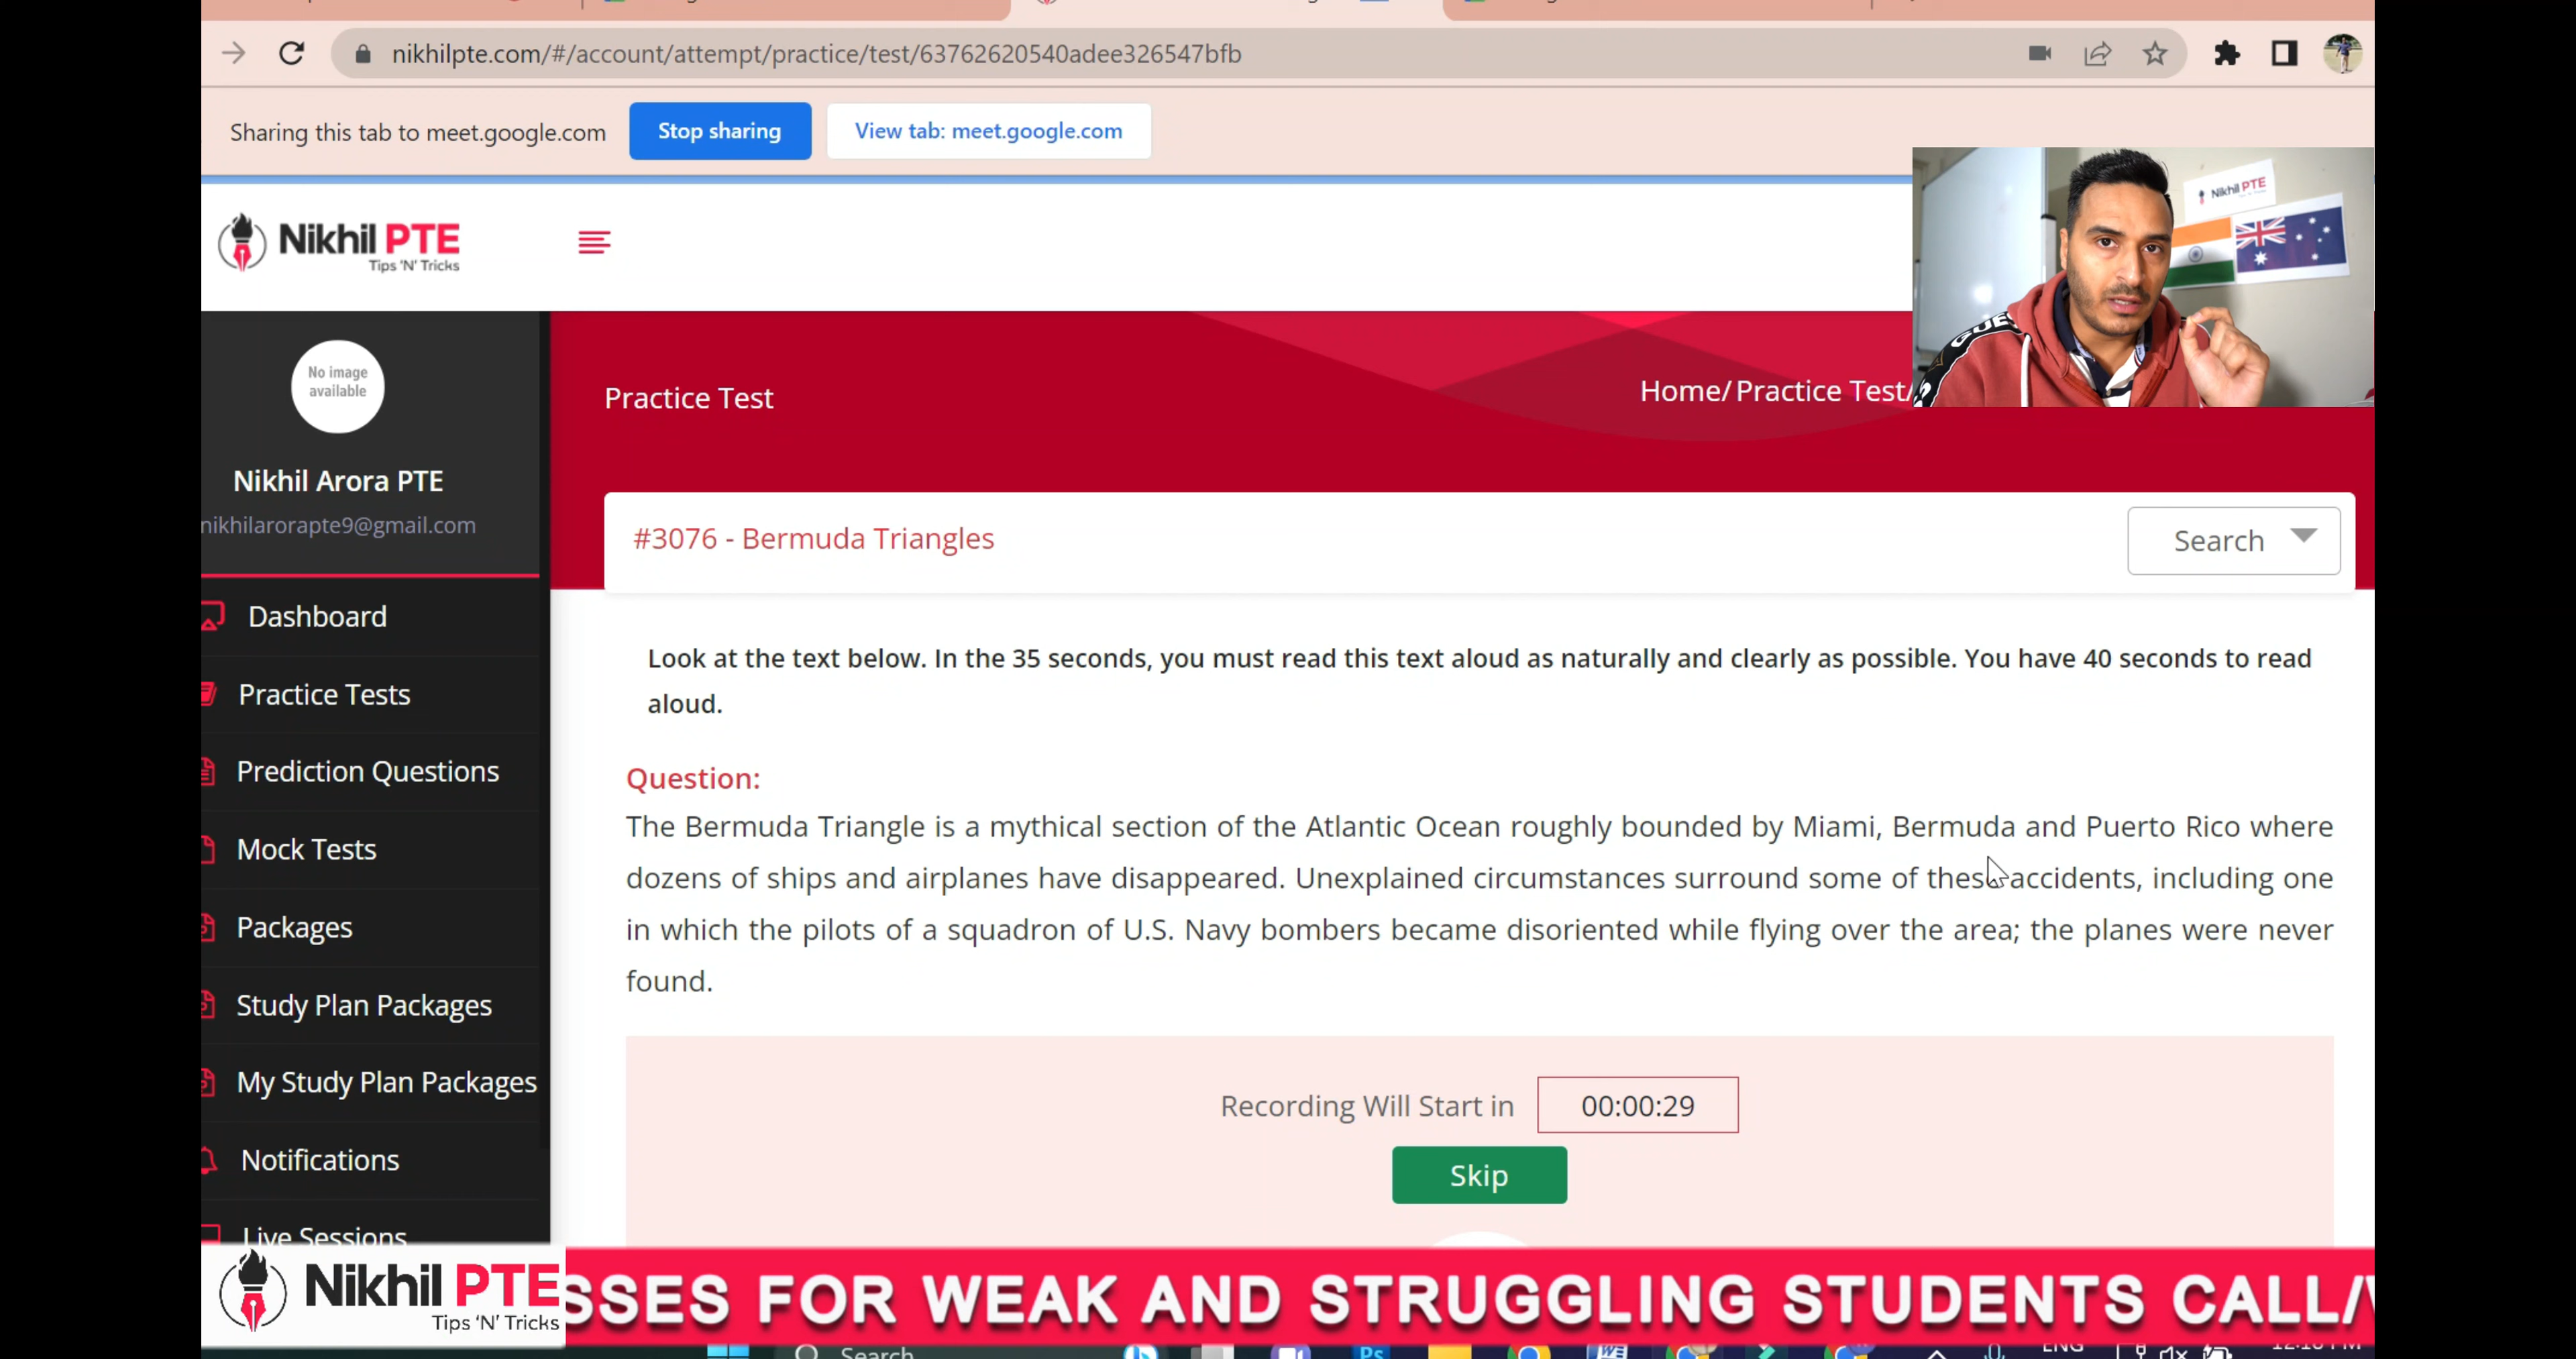 nikhilpte.com/#/account/attempt/practice/test/63762620540adee326547bfb
Sharing this tab to meet.google.com
Stop sharing
View tab: meet.google.com
Nikhil PTE
Tips 'N' Tricks
Nikhil PTE
No image
available
Nikhil Arora PTE
nikhilarorapte9@gmail.com
Practice Test
Home/ Practice Test/
#3076 - Bermuda Triangles
Search
Dashboard
Practice Tests
Prediction Questions
Mock Tests
Packages
Study Plan Packages
My Study Plan Packages
Notifications
Live Sessions
Look at the text below. In the 35 seconds, you must read this text aloud as naturally and clearly as possible. You have 40 seconds to read
aloud.
Question:
The Bermuda Triangle is a mythical section of the Atlantic Ocean roughly bounded by Miami, Bermuda and Puerto Rico where
dozens of ships and airplanes have disappeared. Unexplained circumstances surround some of these accidents, including one
in which the pilots of a squadron of U.S. Navy bombers became disoriented while flying over the area; the planes were never
found.
Recording Will Start in 00:00:29
Skip
Nikhil PTE
Tips 'N' Tricks
SSES FOR WEAK AND STRUGGLING STUDENTS CALL/
Search
Ps
ENG